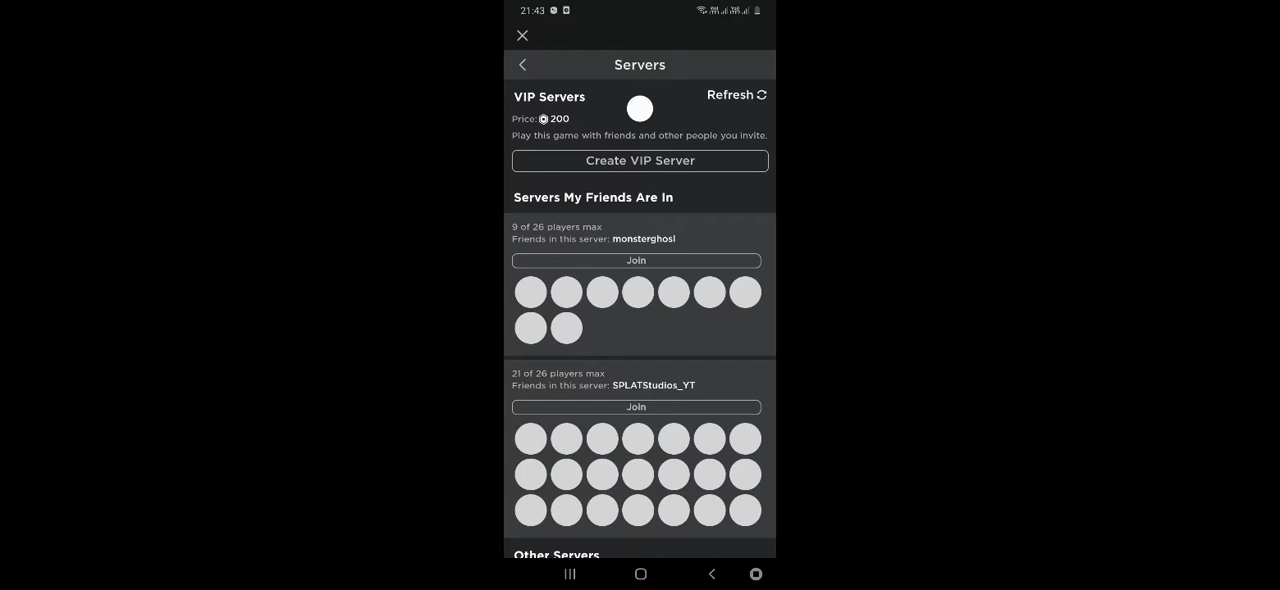 21:43
Servers
VIP Servers
Refresh
Price: 200
Play this game with friends and other people you invite.
Create VIP Server
Servers My Friends Are In
9 of 26 players max
Friends in this server: monsterghosl
Join
21 of 26 players max
Friends in this server: SPLATStudios_YT
Join
Other Servers